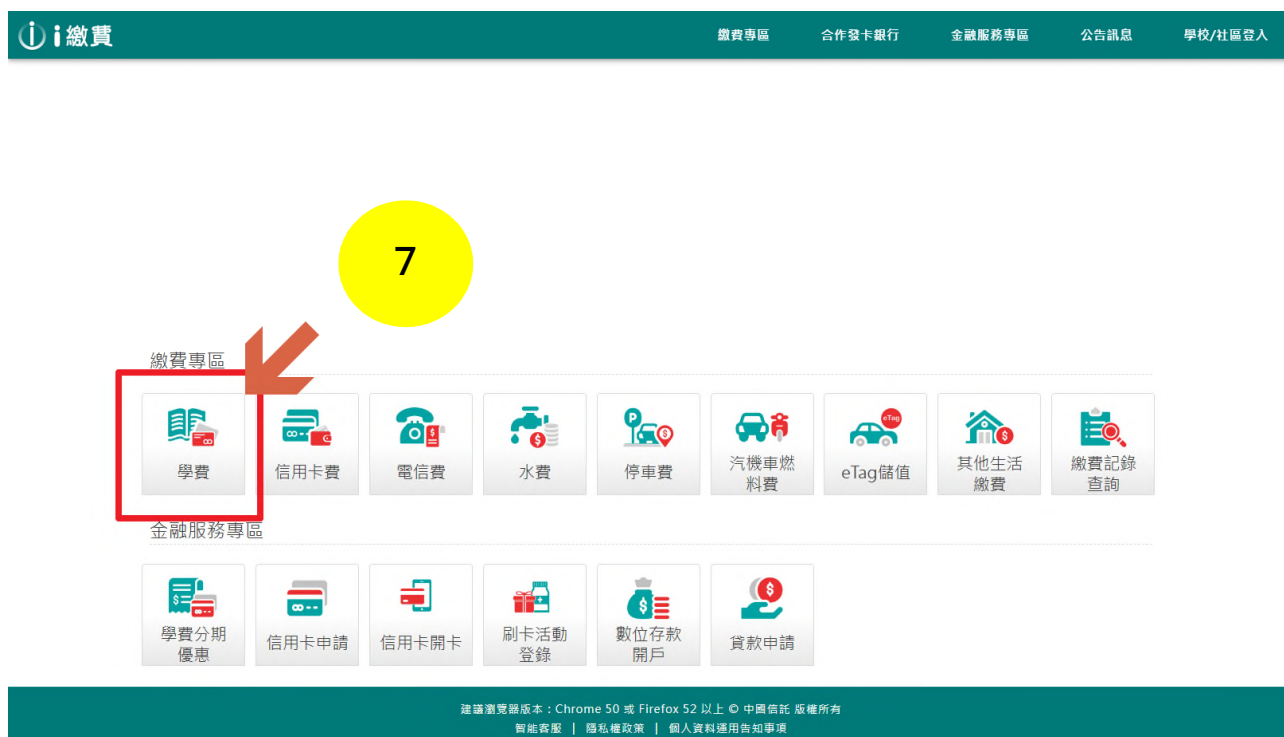 i繳費
繳費專區 合作發卡銀行 金融服務專區 公告訊息 學校/社區登入
7
繳費專區
學費
信用卡費
電信費
水費
停車費
汽機車燃
料費
eTag
eTag儲值
其他生活
繳費
繳費記錄
查詢
金融服務專區
學費分期
優惠
信用卡申請
信用卡開卡
刷卡活動
登錄
數位存款
開戶
貸款申請
建議瀏覽器版本：Chrome 50 或 Firefox 52 以上 © 中國信託 版權所有
智能客服 | 隱私權政策 | 個人資料運用告知事項